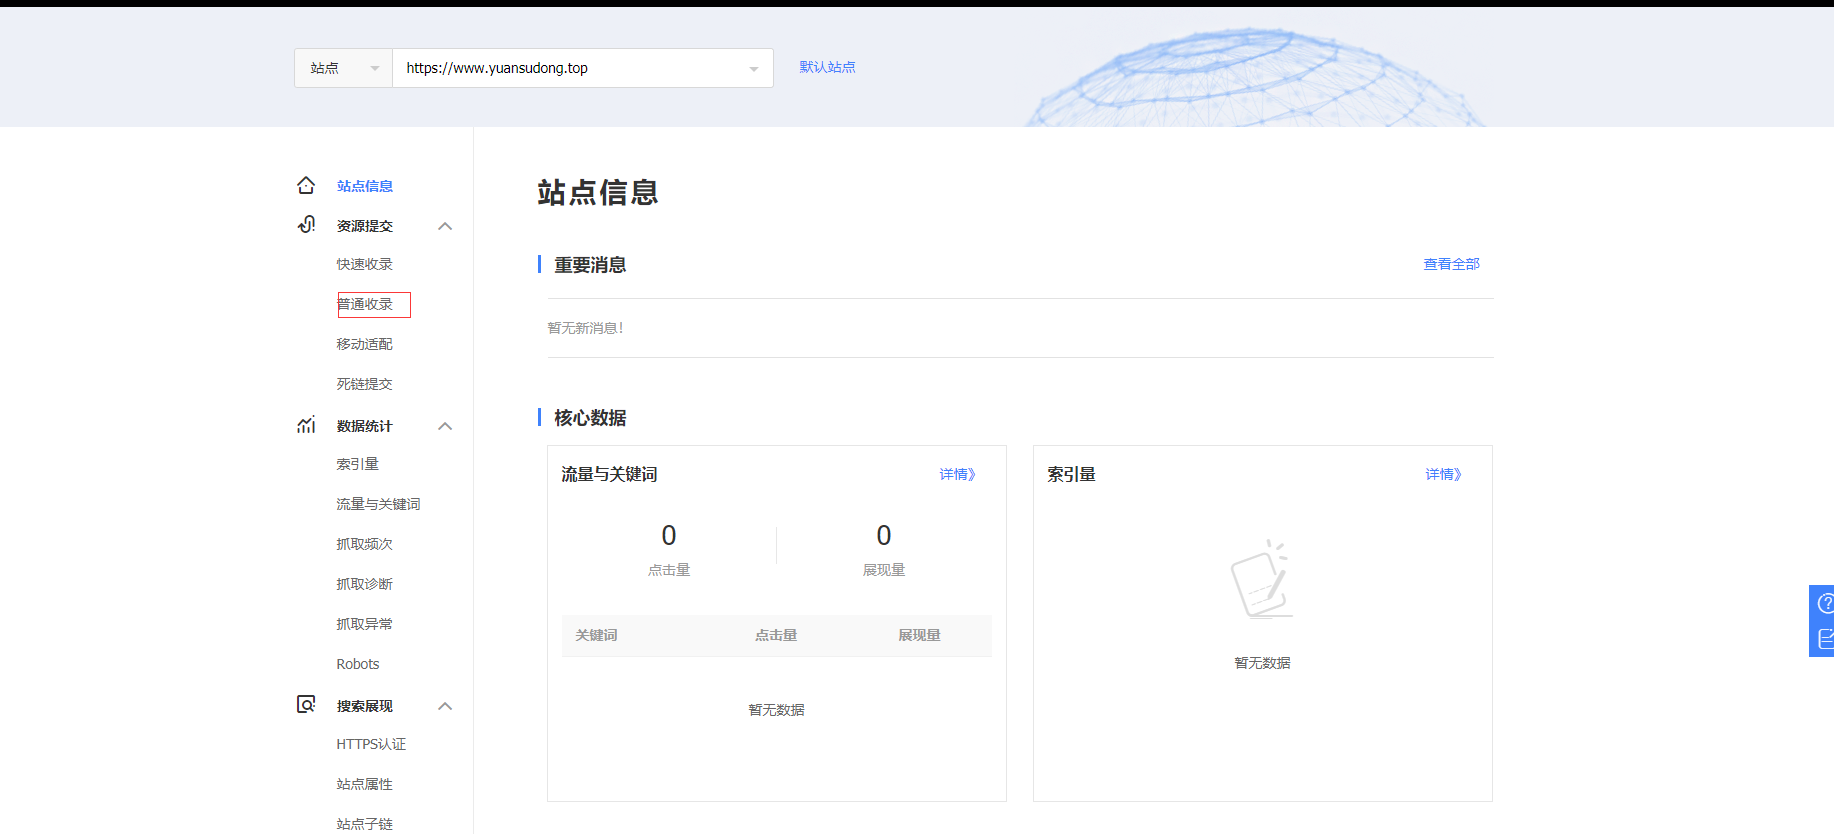 站点
https://www.yuansudong.top
默认站点
站点信息
资源提交
快速收录
普通收录
移动适配
死链提交
数据统计
索引量
流量与关键词
抓取频次
抓取诊断
抓取异常
Robots
搜索展现
HTTPS认证
站点属性
站点子链
站点信息
重要消息
查看全部
暂无新消息！
核心数据
流量与关键词
详情》
0
0
点击量
展现量
关键词 点击量 展现量
暂无数据
索引量
详情》
暂无数据